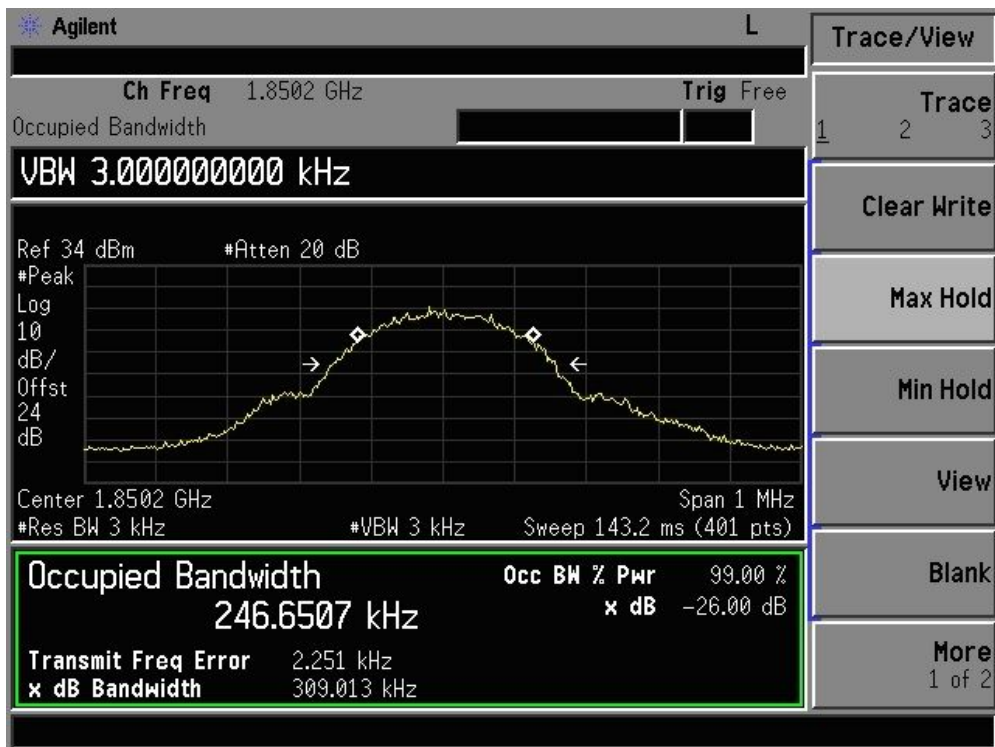 Agilent L
Ch Freq 1.8502 GHz Trig Free
Occupied Bandwidth
VBW 3.000000000 kHz
Ref 34 dBm #Atten 20 dB
#Peak
Log
10
dB/
Offst
24
dB
Center 1.8502 GHz Span 1 MHz
#Res BW 3 kHz #VBW 3 kHz Sweep 143.2 ms (401 pts)
Occupied Bandwidth Occ BW % Pwr 99.00 %
246.6507 kHz x dB -26.00 dB
Transmit Freq Error 2.251 kHz
x dB Bandwidth 309.013 kHz
Trace/View
Trace
1 2 3
Clear Write
Max Hold
Min Hold
View
Blank
More
1 of 2